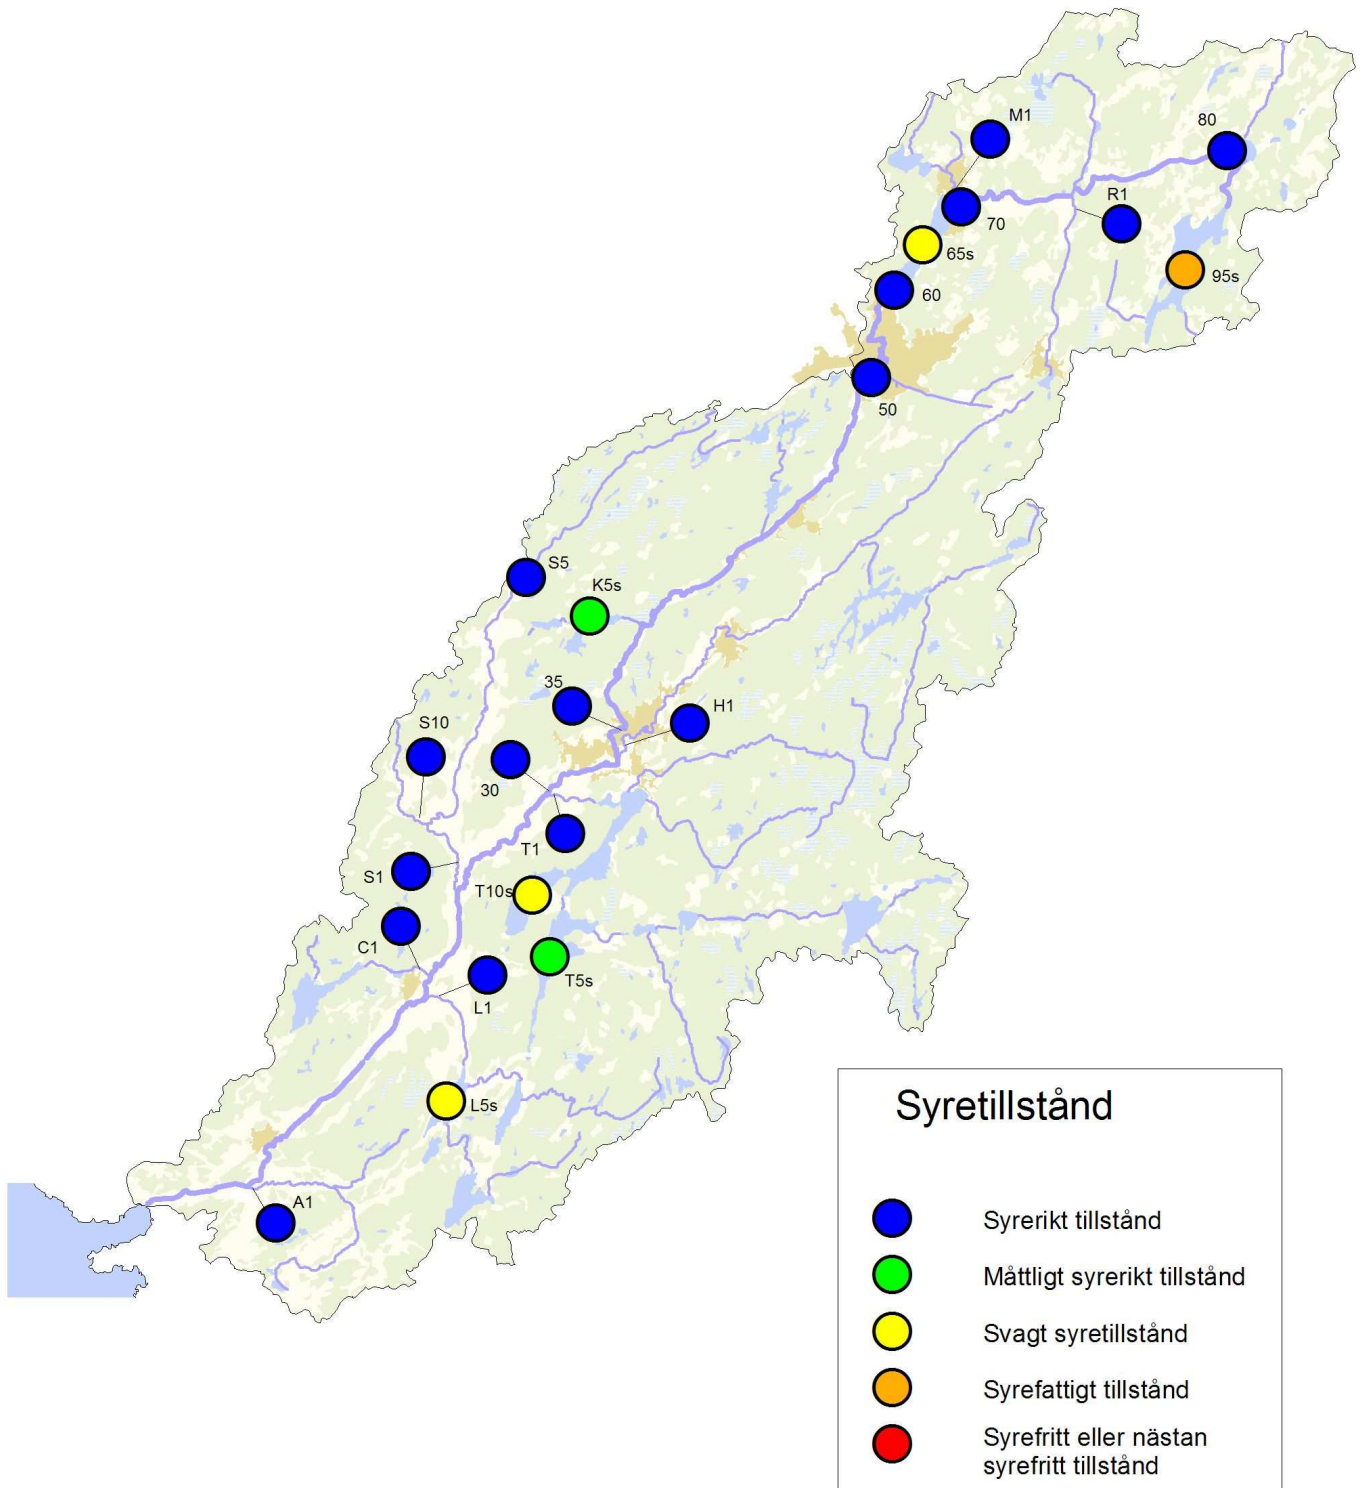 M1
80
R1
70
65s
95s
60
50
S5
K5s
35
H1
S10
30
T1
S1
T10s
C1
T5s
L1
L5s
A1
Syretillstånd
Syrerikt tillstånd
Måttligt syrerikt tillstånd
Svagt syretillstånd
Syrefattigt tillstånd
Syrefritt eller nästan
syrefritt tillstånd